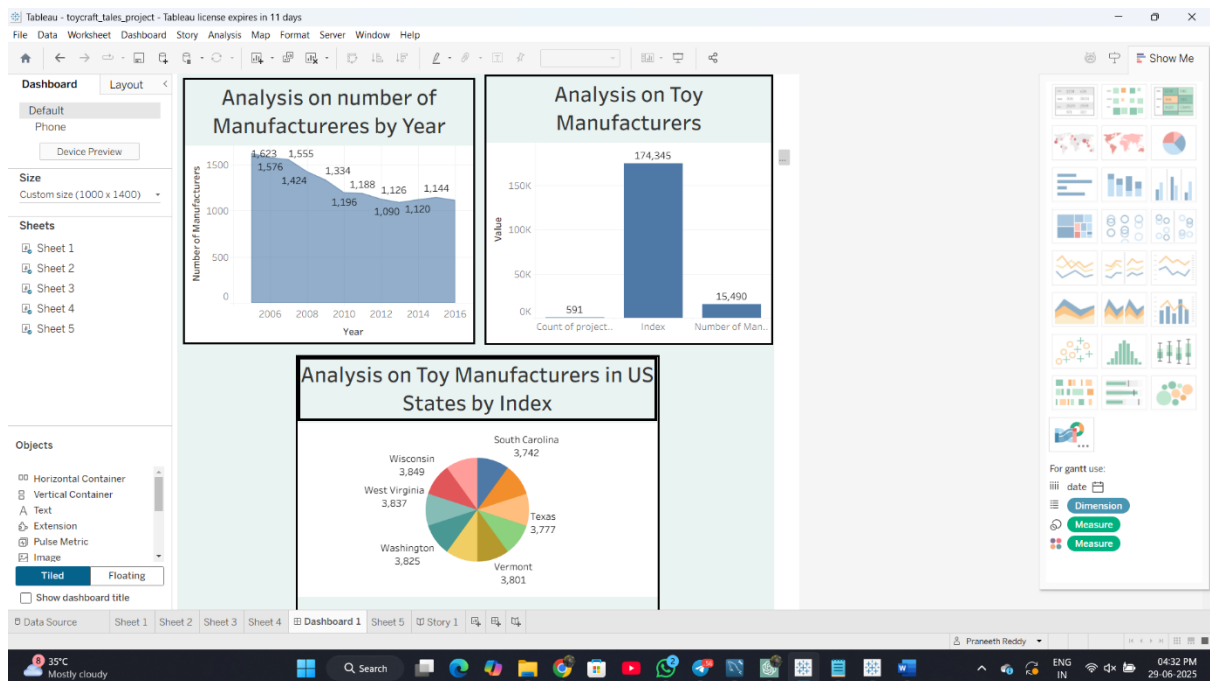 Tableau - toycraft_tales_project - Tableau license expires in 11 days
File Data Worksheet Dashboard Story Analysis Map Format Server Window Help
Show Me
Dashboard Layout
Default
Phone
Device Preview
Size
Custom size (1000 x 1400)
Sheets
Sheet 1
Sheet 2
Sheet 3
Sheet 4
Sheet 5
Objects
Horizontal Container
Vertical Container
A Text
Extension
Pulse Metric
Image
Tiled Floating
Show dashboard title
Analysis on number of
Manufactureres by Year
Number of Manufacturers
1500
1000
500
0
1,623 1,555
1,576
1,424
1,334
1,196
1,188
1,090
1,126
1,120
1,144
2006 2008 2010 2012 2014 2016
Year
Analysis on Toy
Manufacturers
Value
150K
100K
50K
0K
174,345
591
15,490
Count of project.. Index Number of Man..
Analysis on Toy Manufacturers in US
States by Index
South Carolina
3,742
Texas
3,777
Vermont
3,801
Washington
3,825
West Virginia
3,837
Wisconsin
3,849
For gantt use:
date
Dimension
Measure
Measure
Data Source Sheet 1 Sheet 2 Sheet 3 Sheet 4 Dashboard 1 Sheet 5 Story 1
Praneeth Reddy
8
35°C
Mostly cloudy
Search
2
ENG
IN
04:32 PM
29-06-2025